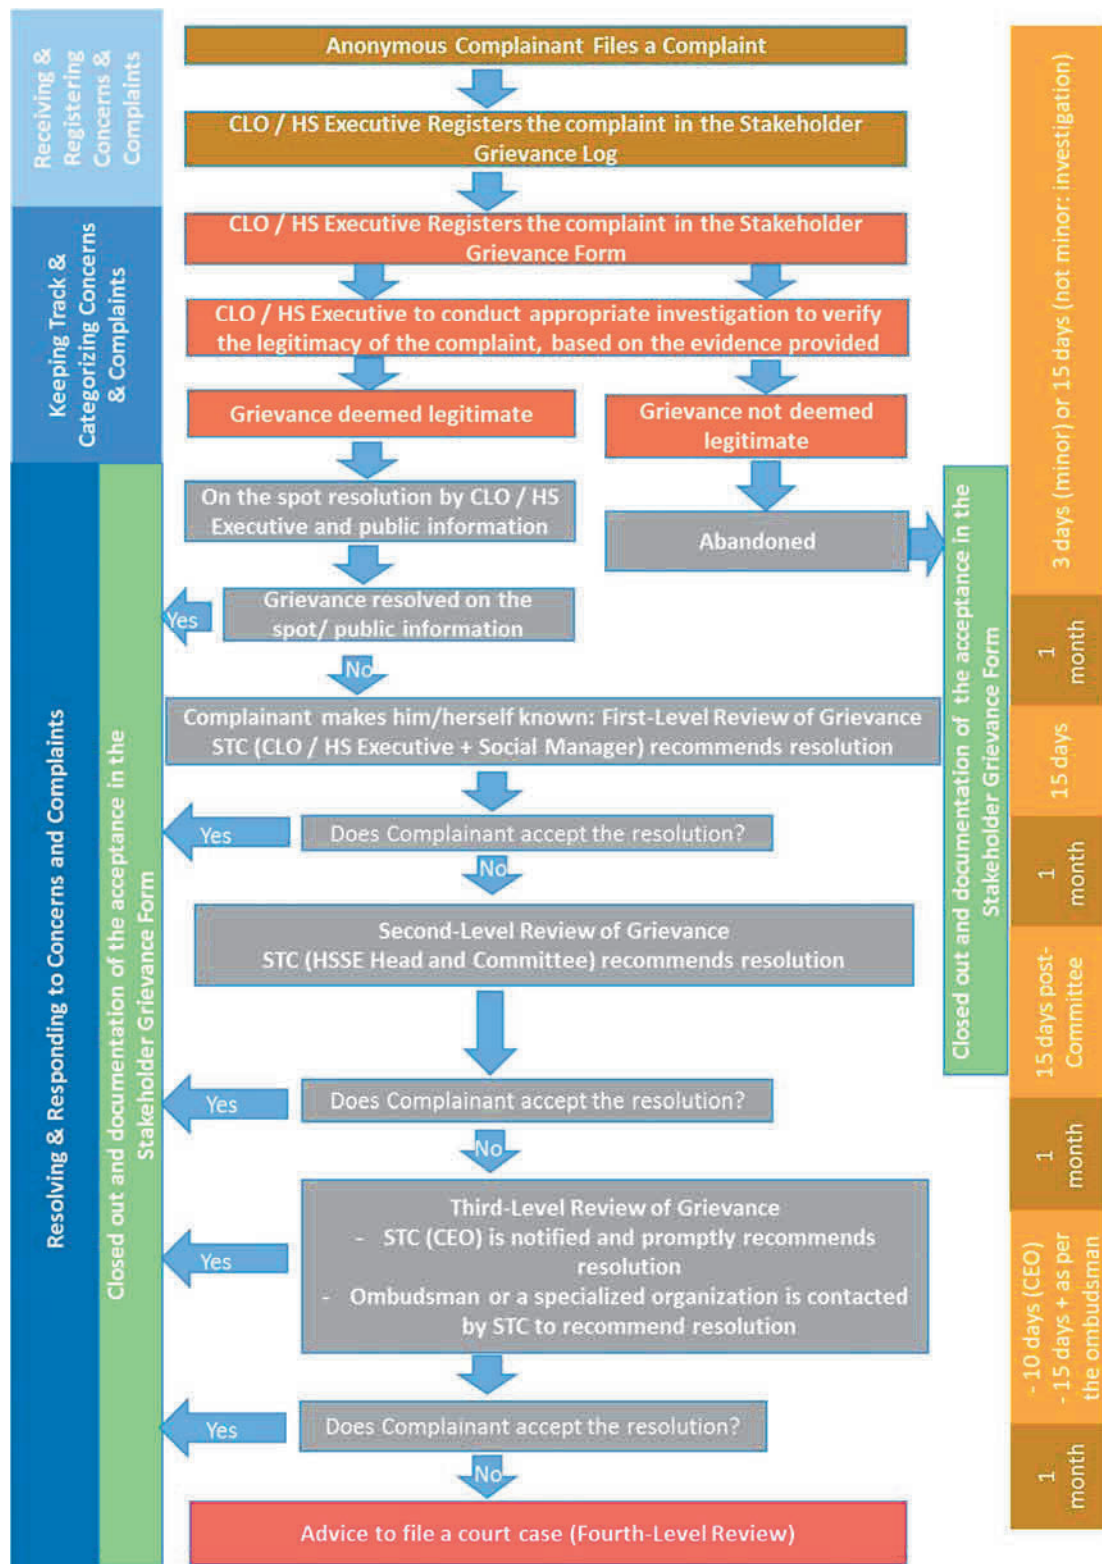 Receiving &
Registering
Concerns &
Complaints
Anonymous Complainant Files a Complaint
CLO / HS Executive Registers the complaint in the Stakeholder
Grievance Log
Keeping Track &
Categorizing Concerns
& Complaints
CLO / HS Executive Registers the complaint in the Stakeholder
Grievance Form
CLO / HS Executive to conduct appropriate investigation to verify
the legitimacy of the complaint, based on the evidence provided
Grievance deemed legitimate
Grievance not deemed
legitimate
Resolving & Responding to Concerns and Complaints
Closed out and documentation of the acceptance in the
Stakeholder Grievance Form
On the spot resolution by CLO / HS
Executive and public information
Abandoned
Grievance resolved on the
spot/ public information
Yes
No
Complainant makes him/herself known: First-Level Review of Grievance
STC (CLO / HS Executive + Social Manager) recommends resolution
Does Complainant accept the resolution?
Yes
No
Second-Level Review of Grievance
STC (HSSE Head and Committee) recommends resolution
Does Complainant accept the resolution?
Yes
No
Third-Level Review of Grievance
- STC (CEO) is notified and promptly recommends
resolution
- Ombudsman or a specialized organization is contacted
by STC to recommend resolution
Yes
Does Complainant accept the resolution?
Yes
No
Advice to file a court case (Fourth-Level Review)
Closed out and documentation of the acceptance in the
Stakeholder Grievance Form
3 days (minor) or 15 days (not minor: investigation)
1
month
15 days
1
month
15 days post-
Committee
1
month
- 10 days (CEO)
- 15 days + as per
the ombudsman
1
month